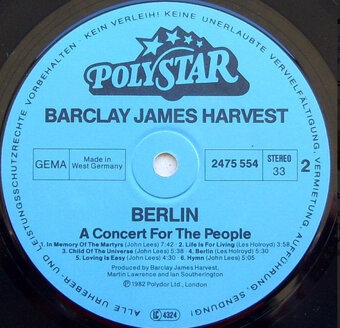 KEIN VERLEIH! KEINE UNERLAUBTE VERVIELFÄLTIGUNG, VERMIETUNG, AUFFÜHRUNG, SENDUNG!
ALLE URHEBER- UND LEISTUNGSSCHUTZRECHTE VORBEHALTEN
POLYSTAR
BARCLAY JAMES HARVEST
GEMA
Made in
West Germany
2475 554
STEREO
33
2
BERLIN
A Concert For The People
1. In Memory Of The Martyrs (John Lees) 7:42 2. Life Is For Living (Les Holroyd) 3:58
3. Child Of The Universe (John Lees) 5:38 4. Berlin (Les Holroyd) 5:36
5. Loving Is Easy (John Lees) 4:30 6. Hymn (John Lees) 5:05
Produced by Barclay James Harvest,
Martin Lawrence and Ian Southerington
Ⓟ 1982 Polydor Ltd., London
LC 4324